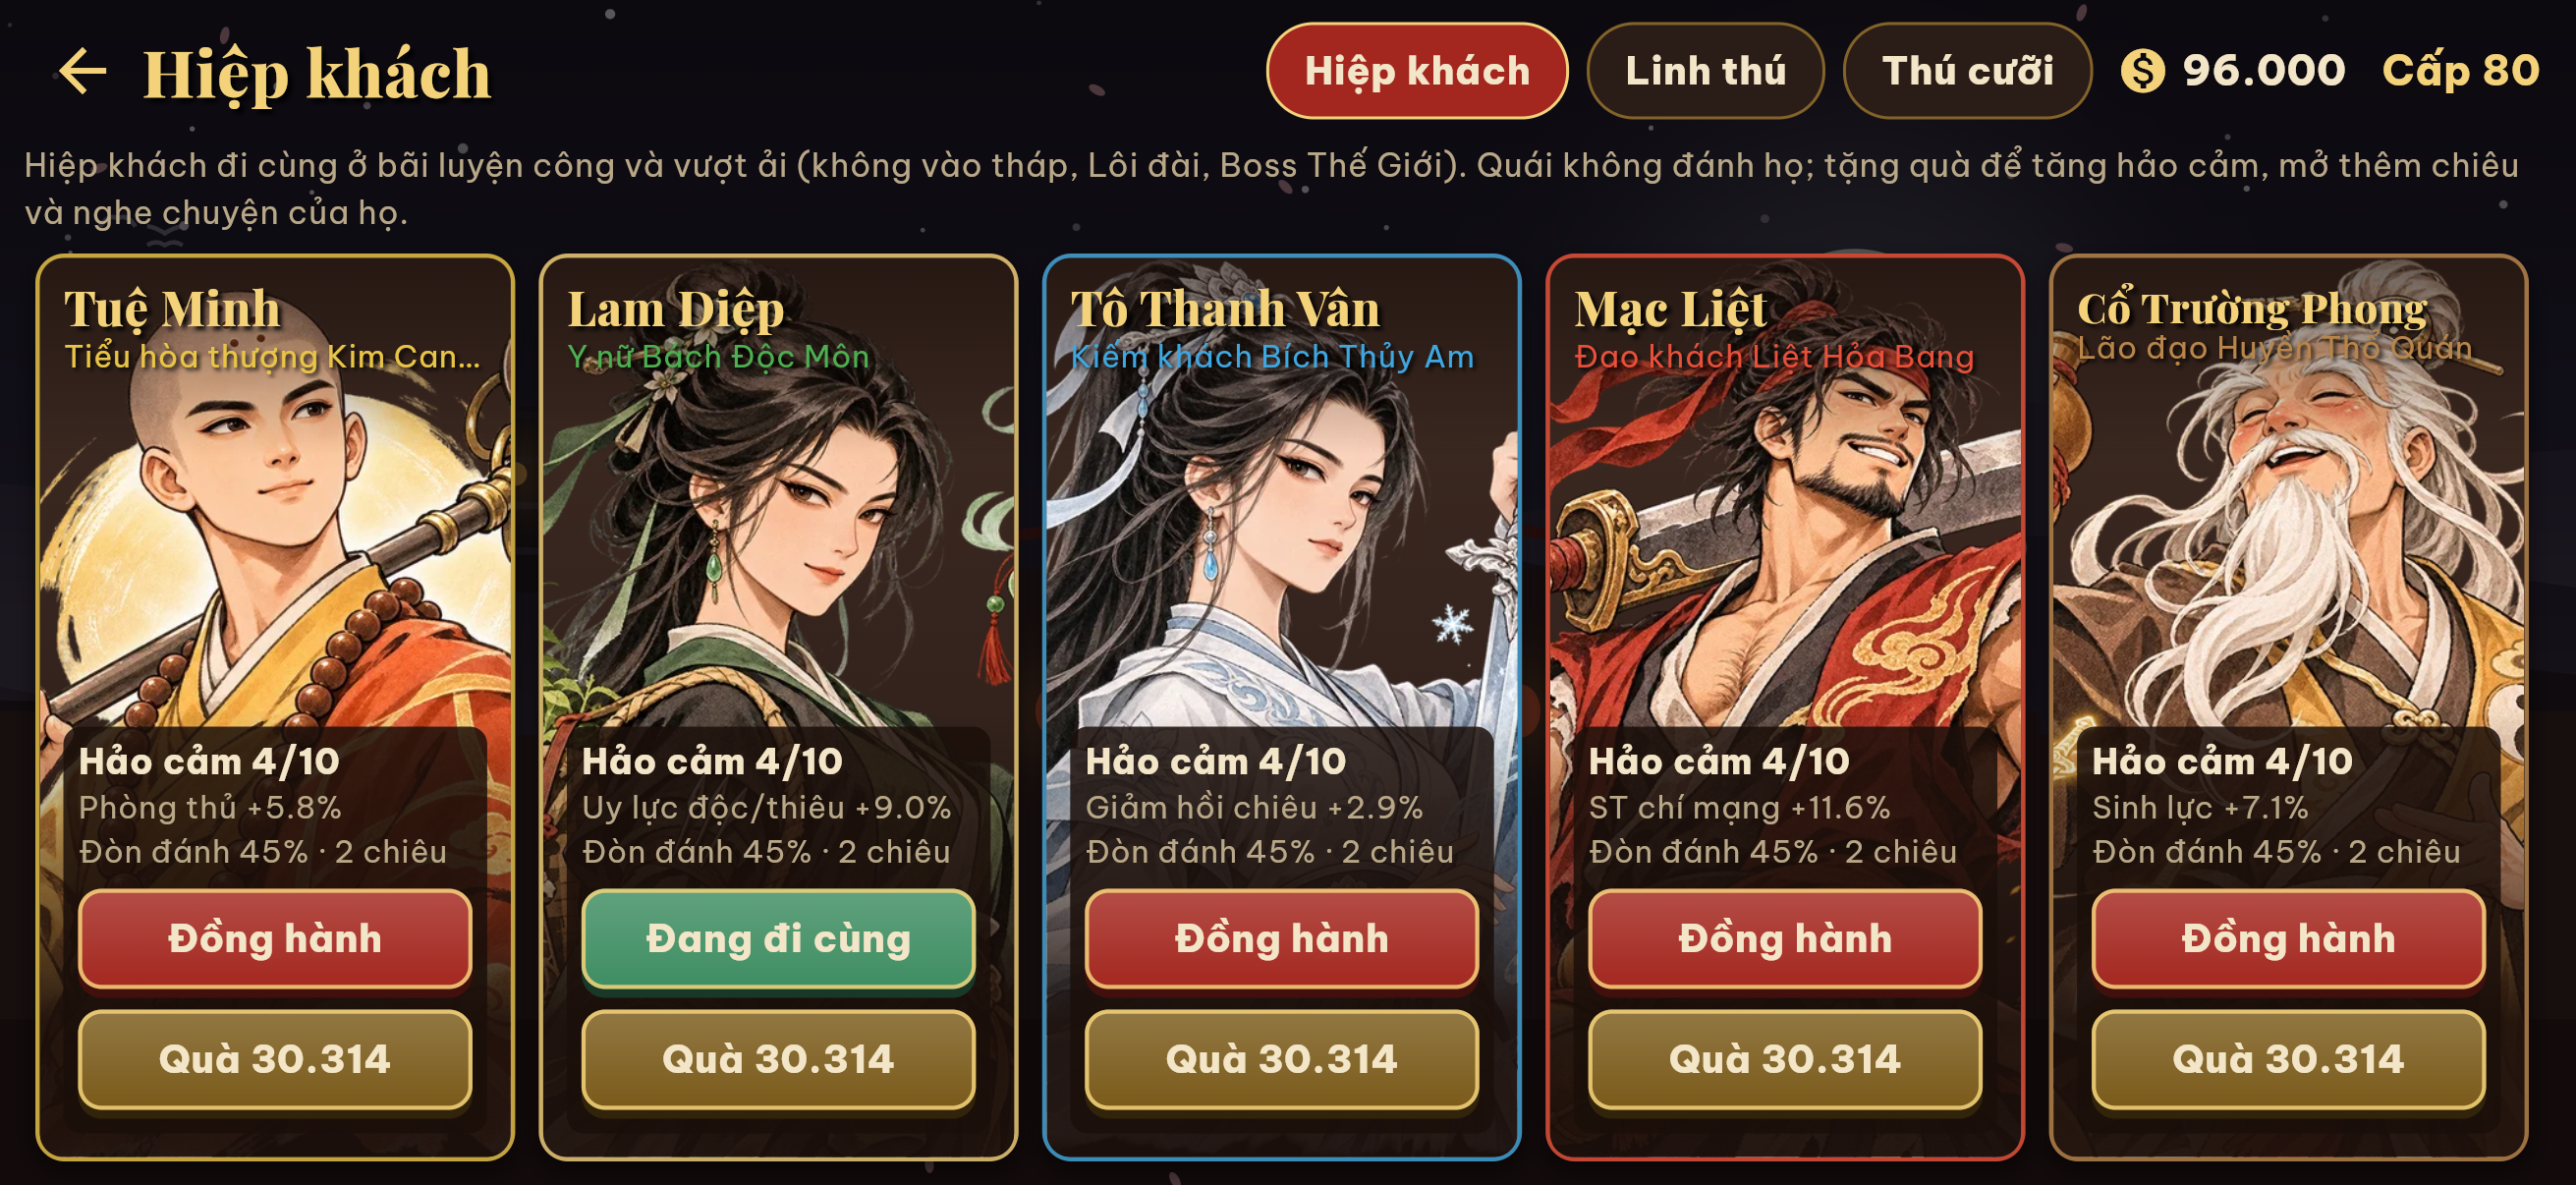 Hiệp khách
Hiệp khách
Linh thú
Thú cưỡi
96.000
Cấp 80
Hiệp khách đi cùng ở bãi luyện công và vượt ải (không vào tháp, Lôi đài, Boss Thế Giới). Quái không đánh họ; tặng quà để tăng hảo cảm, mở thêm chiêu
và nghe chuyện của họ.
Tuệ Minh
Tiểu hòa thượng Kim Can...
Hảo cảm 4/10
Phòng thủ +5.8%
Đòn đánh 45% · 2 chiêu
Đồng hành
Quà 30.314
Lam Diệp
Y nữ Bách Độc Môn
Hảo cảm 4/10
Uy lực độc/thiêu +9.0%
Đòn đánh 45% · 2 chiêu
Đang đi cùng
Quà 30.314
Tô Thanh Vân
Kiếm khách Bích Thủy Am
Hảo cảm 4/10
Giảm hồi chiêu +2.9%
Đòn đánh 45% · 2 chiêu
Đồng hành
Quà 30.314
Mạc Liệt
Đao khách Liệt Hỏa Bang
Hảo cảm 4/10
ST chí mạng +11.6%
Đòn đánh 45% · 2 chiêu
Đồng hành
Quà 30.314
Cổ Trường Phong
Lão đạo Huyền Thổ Quán
Hảo cảm 4/10
Sinh lực +7.1%
Đòn đánh 45% · 2 chiêu
Đồng hành
Quà 30.314